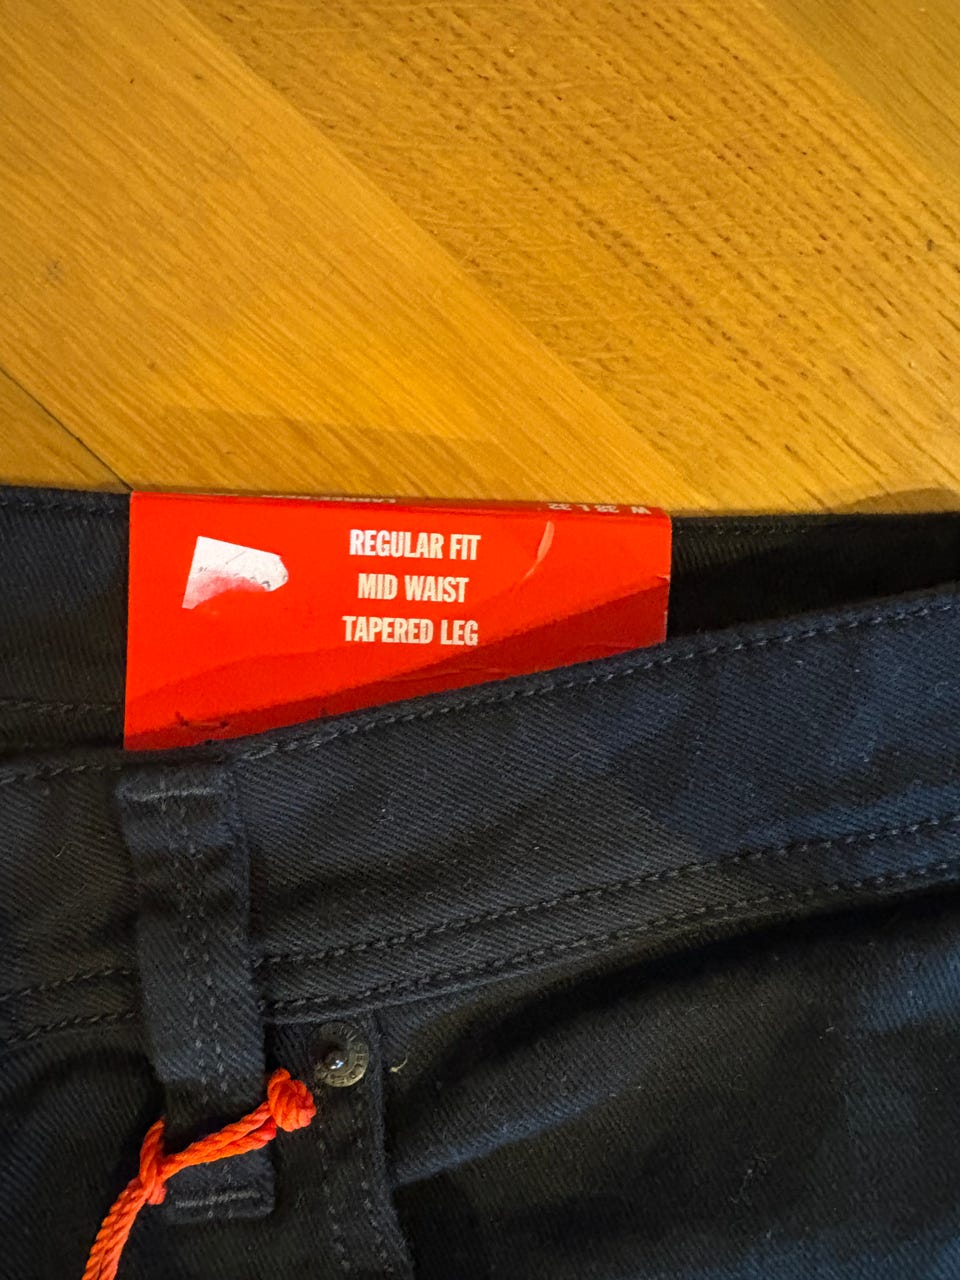 REGULAR FIT
MID WAIST
TAPERED LEG